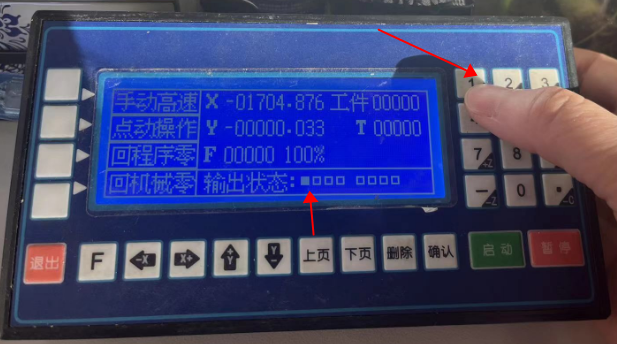 手动高速 X -01704.876 工件 00000
点动操作 Y -00000.033 T 00000
回程序零 F 00000 100%
回机械零 输出状态:■□□□ □□□□
1 2 3
7 8
- 0 .
退出 F -X X+ Y Y 上页 下页 删除 确认 启动 暂停